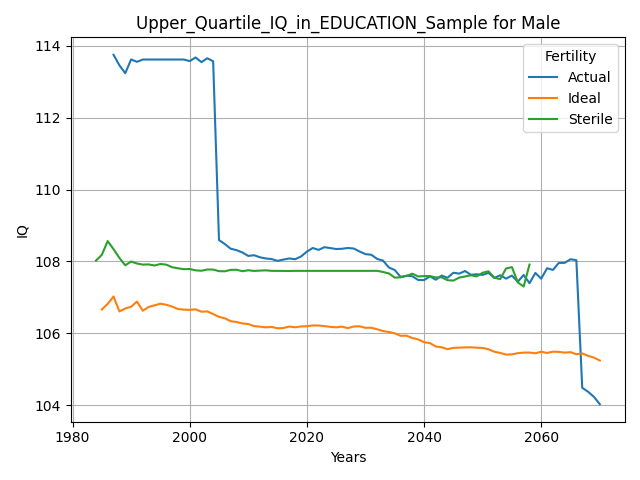 Upper_Quartile_IQ_in_EDUCATION_Sample for Male
114
112
110
108
106
104
IQ
Fertility
Actual
Ideal
Sterile
1980
2000
2020
2040
2060
Years